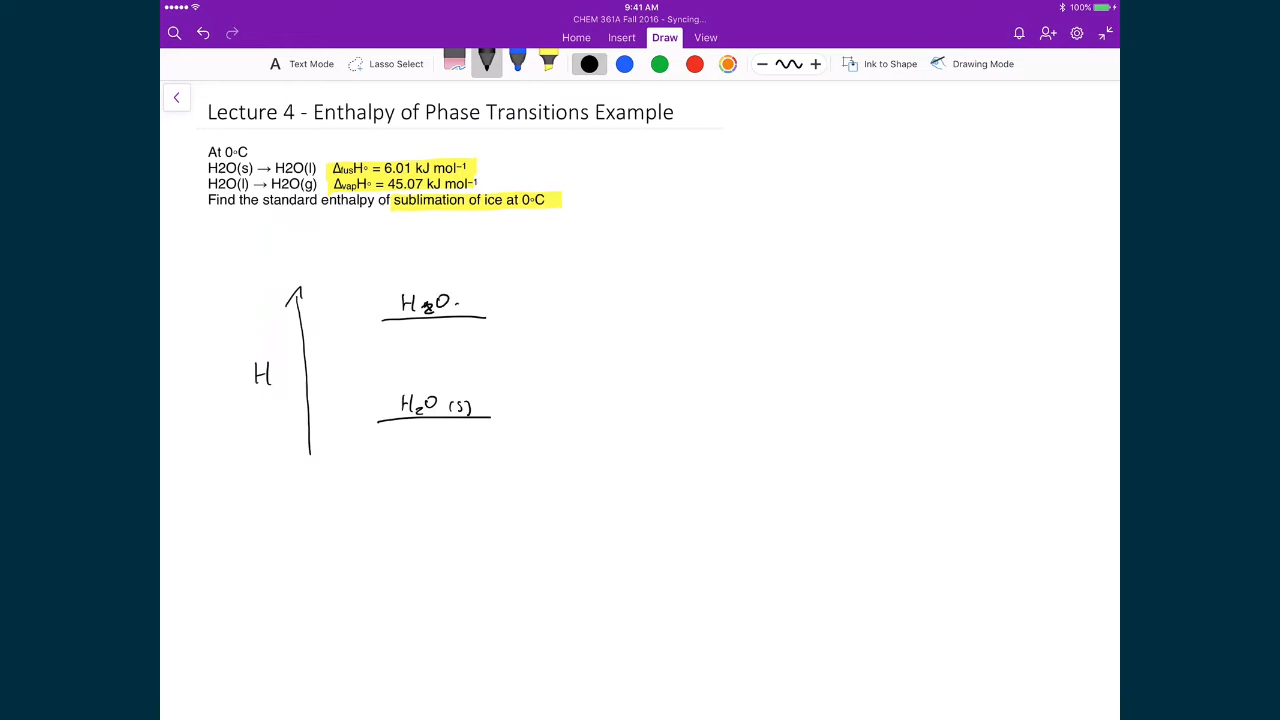 9:41 AM
100%
CHEM 361A Fall 2016 - Syncing...
Home Insert Draw View
A Text Mode Lasso Select Ink to Shape Drawing Mode
Lecture 4 - Enthalpy of Phase Transitions Example
At 0◦C
H2O(s) → H2O(l) ΔfusH◦ = 6.01 kJ mol−1
H2O(l) → H2O(g) ΔvapH◦ = 45.07 kJ mol−1
Find the standard enthalpy of sublimation of ice at 0◦C
H2O
H
H2O (s)